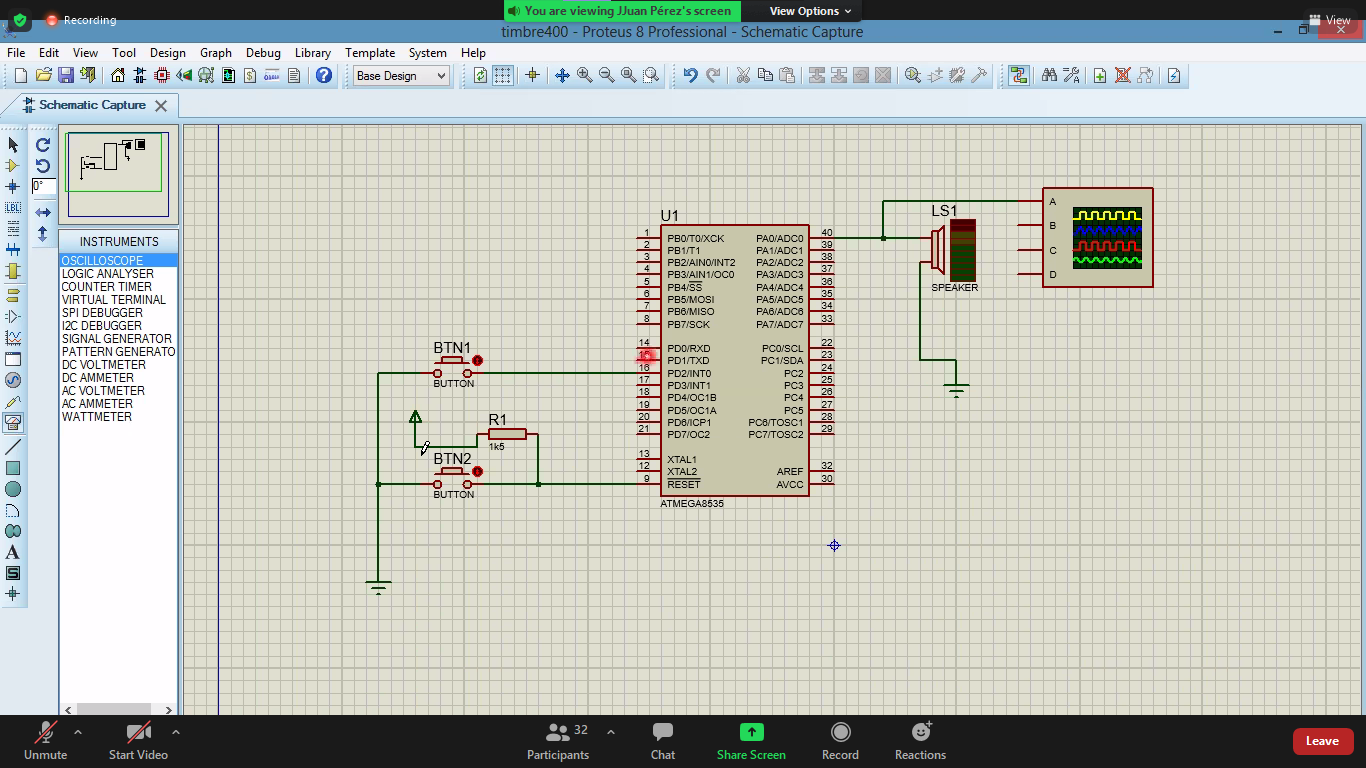 Recording
You are viewing JJuan Pérez's screen
View Options
View
timbre400 - Proteus 8 Professional - Schematic Capture
File Edit View Tool Design Graph Debug Library Template System Help
Base Design
Schematic Capture
0°
INSTRUMENTS
OSCILLOSCOPE
LOGIC ANALYSER
COUNTER TIMER
VIRTUAL TERMINAL
SPI DEBUGGER
I2C DEBUGGER
SIGNAL GENERATOR
PATTERN GENERATO
DC VOLTMETER
DC AMMETER
AC VOLTMETER
AC AMMETER
WATTMETER
LBL
A
S
BTN1
BUTTON
R1
1k5
BTN2
BUTTON
U1
1 PB0/T0/XCK PA0/ADC0 40
2 PB1/T1 PA1/ADC1 39
3 PB2/AIN0/INT2 PA2/ADC2 38
4 PB3/AIN1/OC0 PA3/ADC3 37
5 PB4/SS PA4/ADC4 36
6 PB5/MOSI PA5/ADC5 35
7 PB6/MISO PA6/ADC6 34
8 PB7/SCK PA7/ADC7 33
14 PD0/RXD PC0/SCL 22
15 PD1/TXD PC1/SDA 23
16 PD2/INT0 PC2 24
17 PD3/INT1 PC3 25
18 PD4/OC1B PC4 26
19 PD5/OC1A PC5 27
20 PD6/ICP1 PC6/TOSC1 28
21 PD7/OC2 PC7/TOSC2 29
13 XTAL1
12 XTAL2 AREF 32
9 RESET AVCC 30
ATMEGA8535
LS1
SPEAKER
A
B
C
D
Unmute
Start Video
Participants 32
Chat
Share Screen
Record
Reactions
Leave